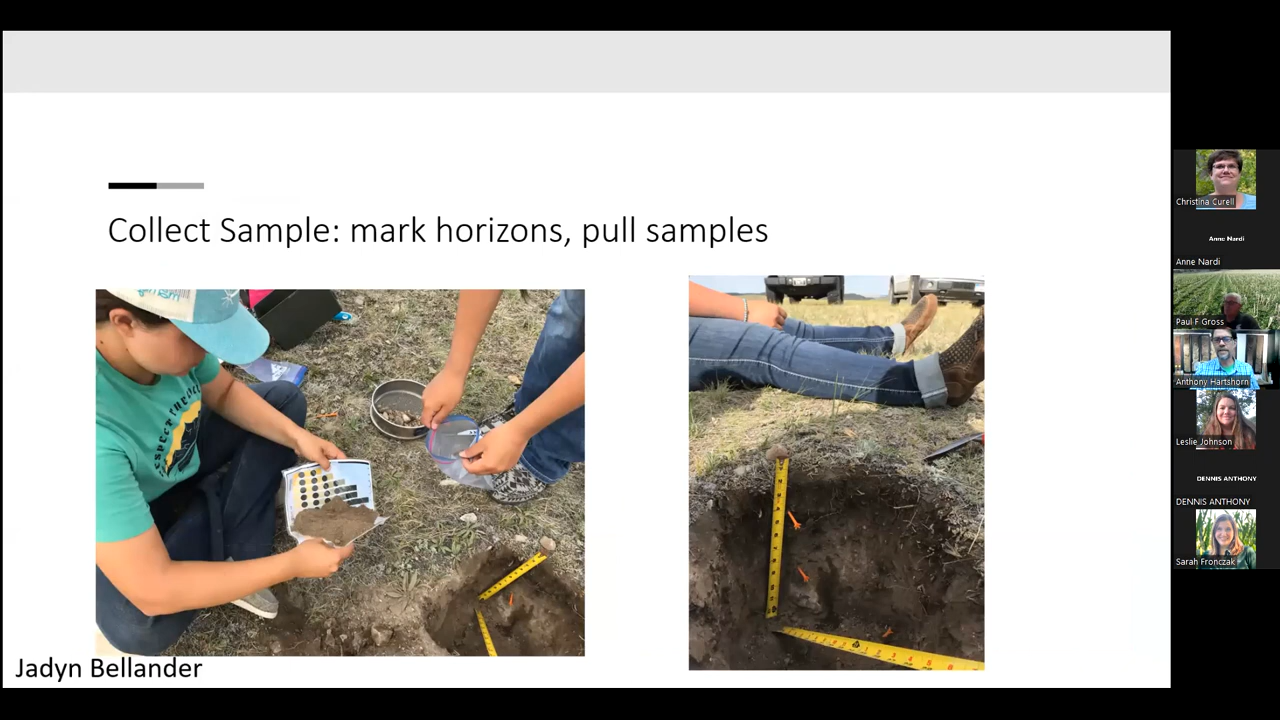 Collect Sample: mark horizons, pull samples
Jadyn Bellander
Christina Curell
Anne Nardi
Anne Nardi
Paul F Gross
Anthony Hartshorn
Leslie Johnson
DENNIS ANTHONY
DENNIS ANTHONY
Sarah Fronczak